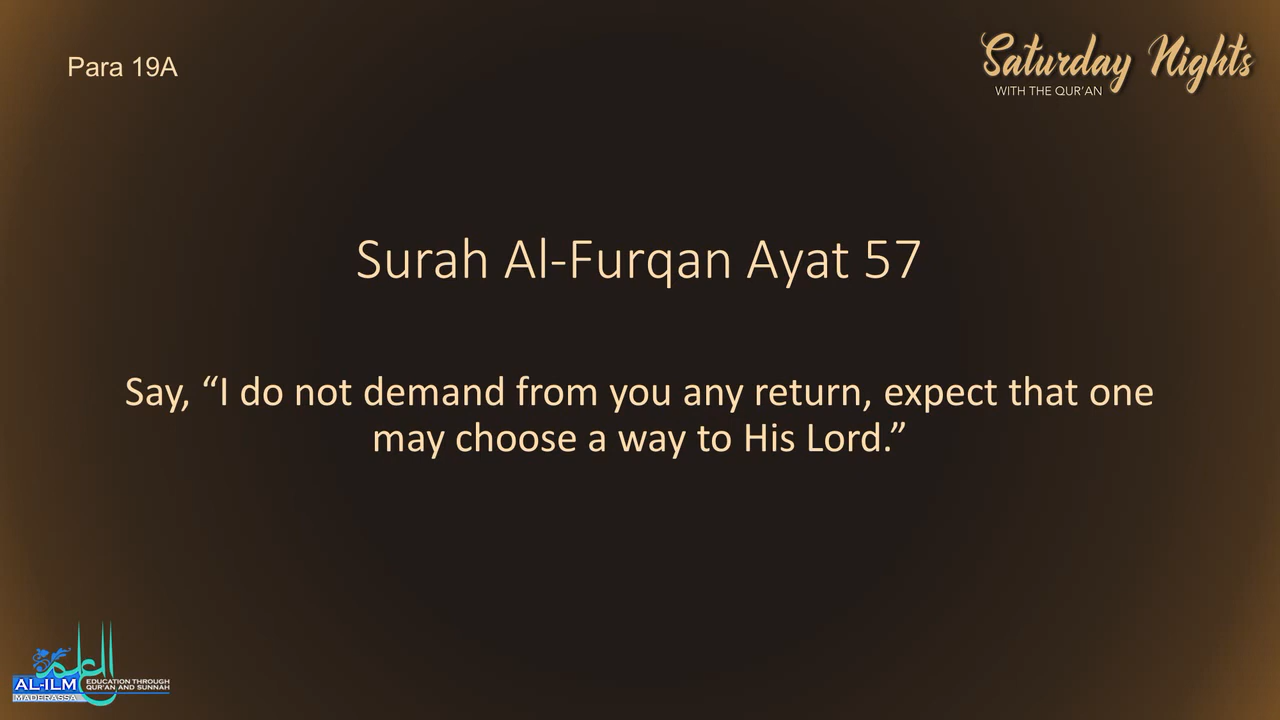 Para 19A
Saturday Nights
WITH THE QUR'AN
Surah Al-Furqan Ayat 57
Say, “I do not demand from you any return, expect that one
may choose a way to His Lord.”
العلم
AL-ILM
MADERASSA
EDUCATION THROUGH
QUR'AN AND SUNNAH